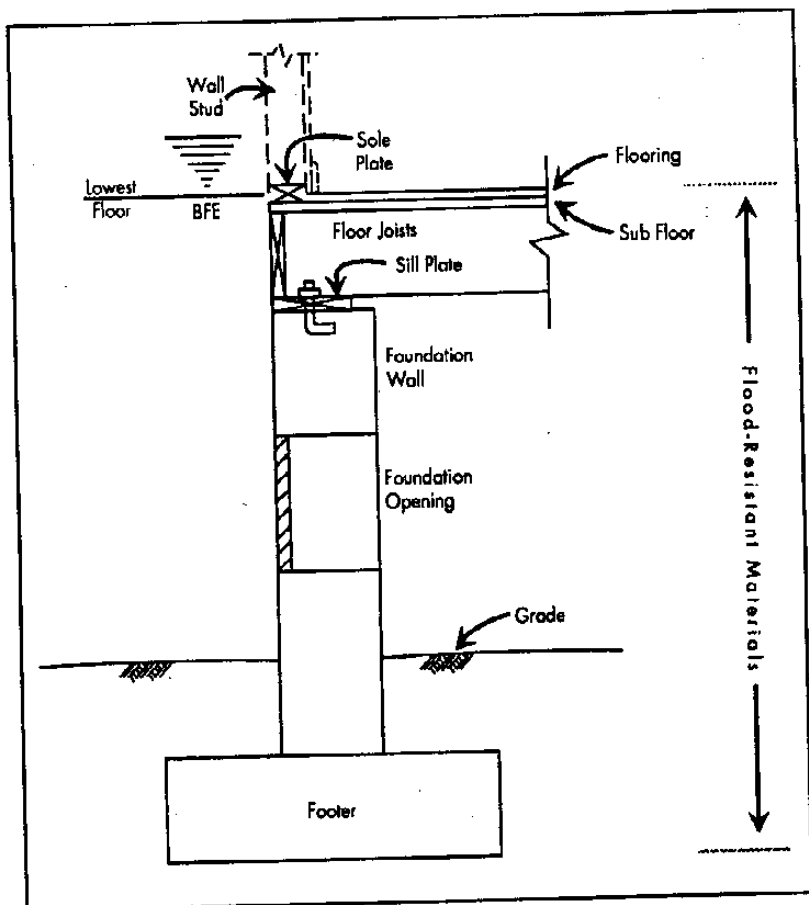 Wall
Stud
Sole
Plate
Flooring
Lowest
Floor
BFE
Sub Floor
Floor Joists
Sill Plate
Foundation
Wall
Foundation
Opening
Flood-Resistant Materials
Grade
Footer